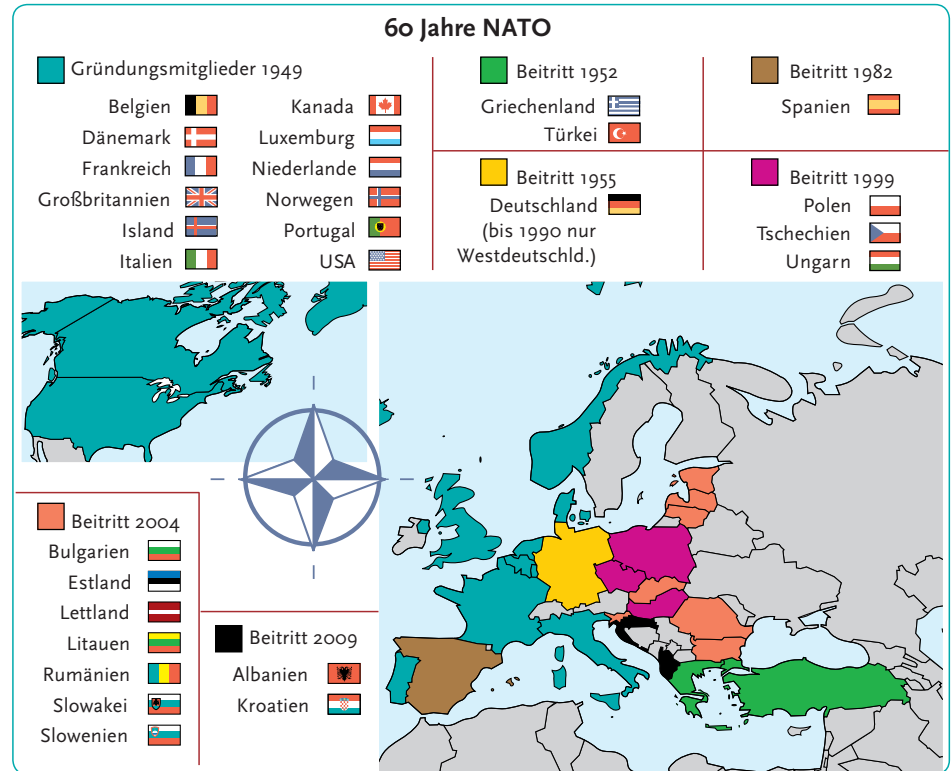 60 Jahre NATO
Gründungsmitglieder 1949
Belgien
Dänemark
Frankreich
Großbritannien
Island
Italien
Kanada
Luxemburg
Niederlande
Norwegen
Portugal
USA
Beitritt 1952
Griechenland
Türkei
Beitritt 1982
Spanien
Beitritt 1955
Deutschland
(bis 1990 nur
Westdeutschld.)
Beitritt 1999
Polen
Tschechien
Ungarn
Beitritt 2004
Bulgarien
Estland
Lettland
Litauen
Rumänien
Slowakei
Slowenien
Beitritt 2009
Albanien
Kroatien